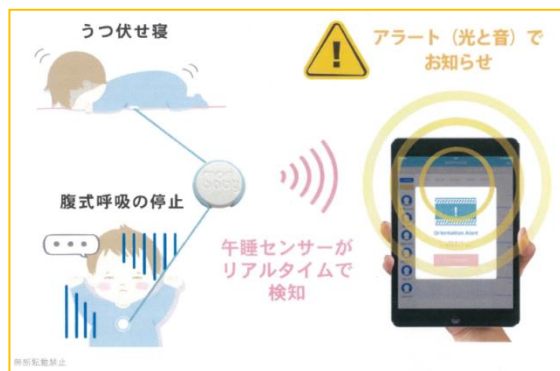 うつ伏せ寝
アラート（光と音）で
お知らせ
腹式呼吸の停止
午睡センサーが
リアルタイムで
検知
Orientation Alert
無断転載禁止